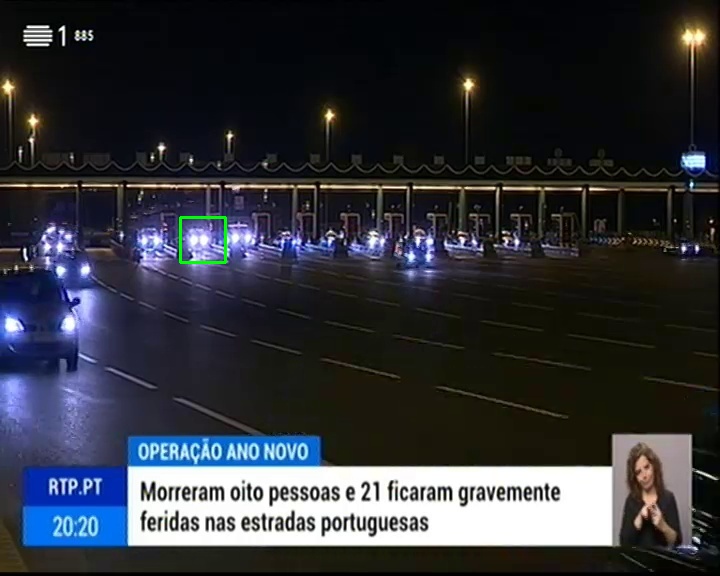 1 885
OPERAÇÃO ANO NOVO
RTP.PT
Morreram oito pessoas e 21 ficaram gravemente
20:20
feridas nas estradas portuguesas